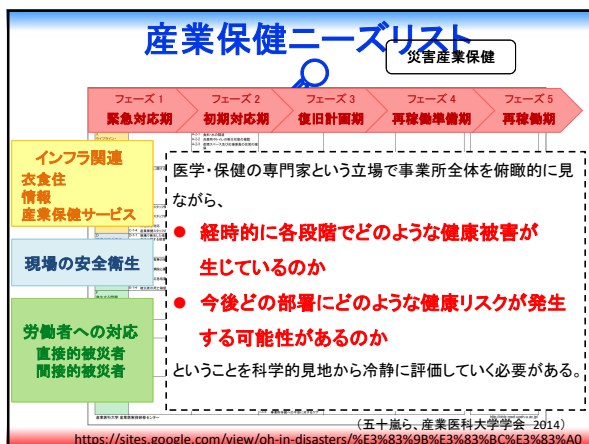 産業保健ニーズリスト
災害産業保健
フェーズ 1
緊急対応期
フェーズ 2
初期対応期
フェーズ 3
復旧計画期
フェーズ 4
再稼働準備期
フェーズ 5
再稼働期
インフラ関連
衣食住
情報
産業保健サービス
現場の安全衛生
労働者への対応
直接的被災者
間接的被災者
医学・保健の専門家という立場で事業所全体を俯瞰的に見
ながら、
● 経時的に各段階でどのような健康被害が
生じているのか
● 今後どの部署にどのような健康リスクが発生
する可能性があるのか
ということを科学的見地から冷静に評価していく必要がある。
（五十嵐ら、産業医科大学学会 2014）
https://sites.google.com/view/oh-in-disasters/%E3%83%9B%E3%83%BC%E3%83%A0